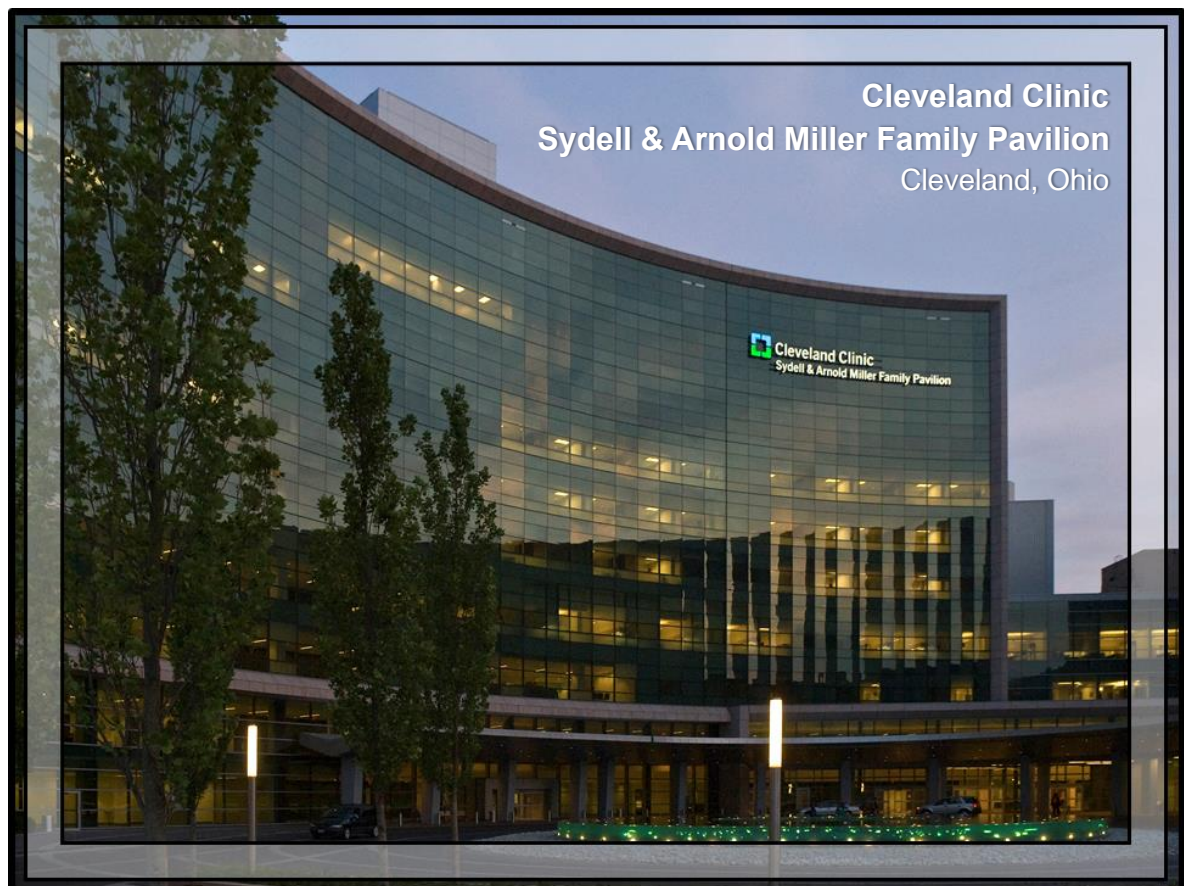 Cleveland Clinic
Sydell & Arnold Miller Family Pavilion
Cleveland, Ohio
Cleveland Clinic
Sydell & Arnold Miller Family Pavilion